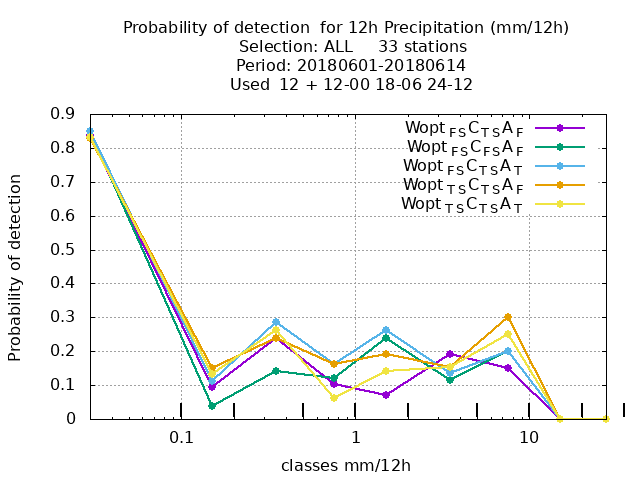 Probability of detection  for 12h Precipitation (mm/12h)
Selection: ALL     33 stations
Period: 20180601-20180614
Used  12 + 12-00 18-06 24-12
Wopt FS C TS A F
Wopt FS C FS A F
Wopt FS C TS A T
Wopt TS C TS A F
Wopt TS C TS A T
0.9
0.8
0.7
0.6
0.5
0.4
0.3
0.2
0.1
0
Probability of detection
0.1 1 10
classes mm/12h